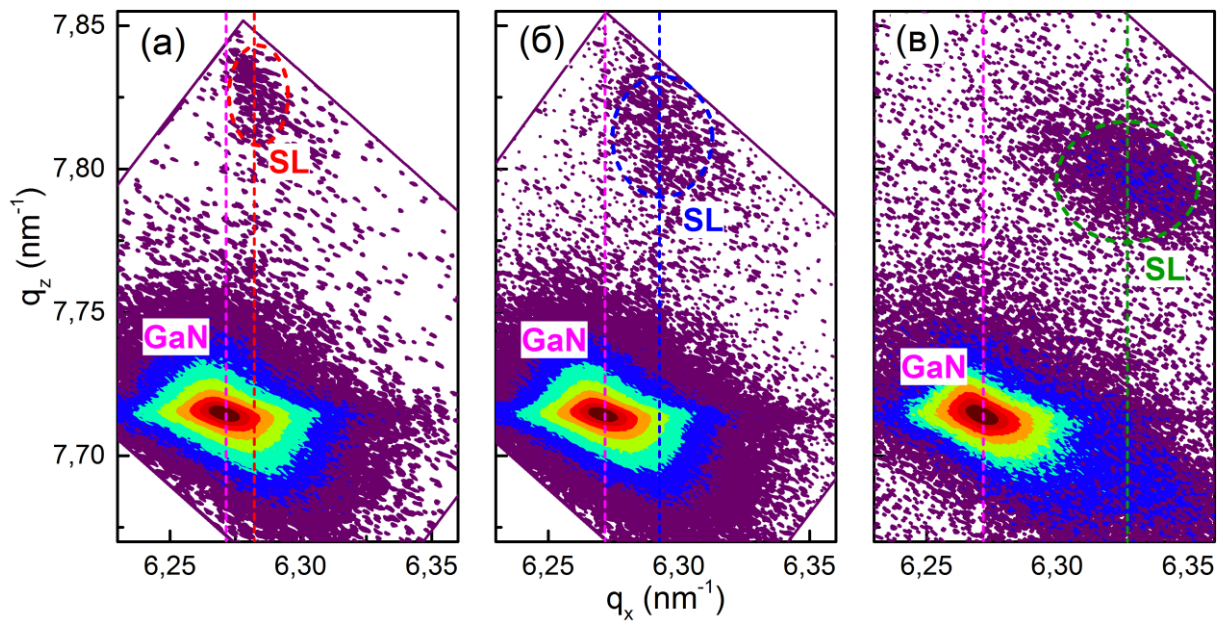 (а)
(б)
(в)
7,85
7,80
7,75
7,70
q_z (nm⁻¹)
SL
SL
SL
GaN
GaN
GaN
6,25 6,30 6,35
6,25 6,30 6,35
6,25 6,30 6,35
q_x (nm⁻¹)